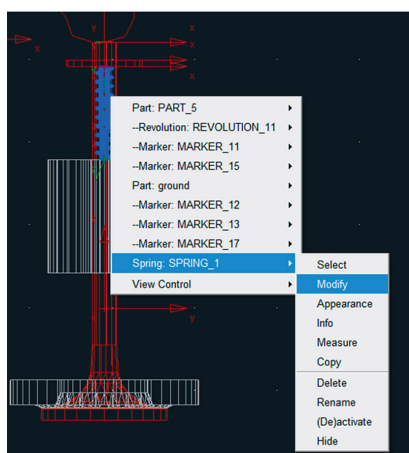 y
x
x
x
x
Part: PART_5
--Revolution: REVOLUTION_11
--Marker: MARKER_11
--Marker: MARKER_15
Part: ground
--Marker: MARKER_12
--Marker: MARKER_13
--Marker: MARKER_17
Spring: SPRING_1
View Control
Select
Modify
Appearance
Info
Measure
Copy
Delete
Rename
(De)activate
Hide
y